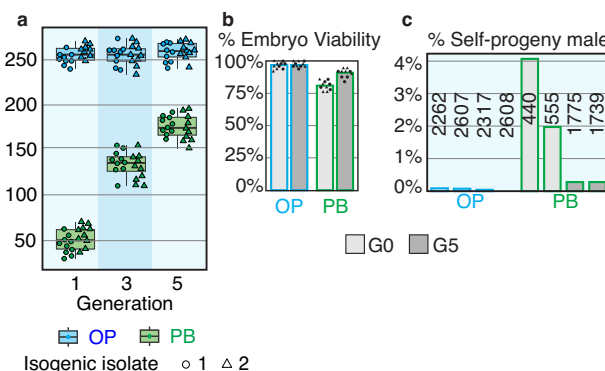 a
250
200
150
100
50
1 3 5
Generation
OP PB
Isogenic isolate 1 2
b
% Embryo Viability
100%
75%
50%
25%
0%
OP PB
G0 G5
c
% Self-progeny male
4%
3%
2%
1%
0%
2262
2607
2317
2608
440
555
1775
1739
OP PB